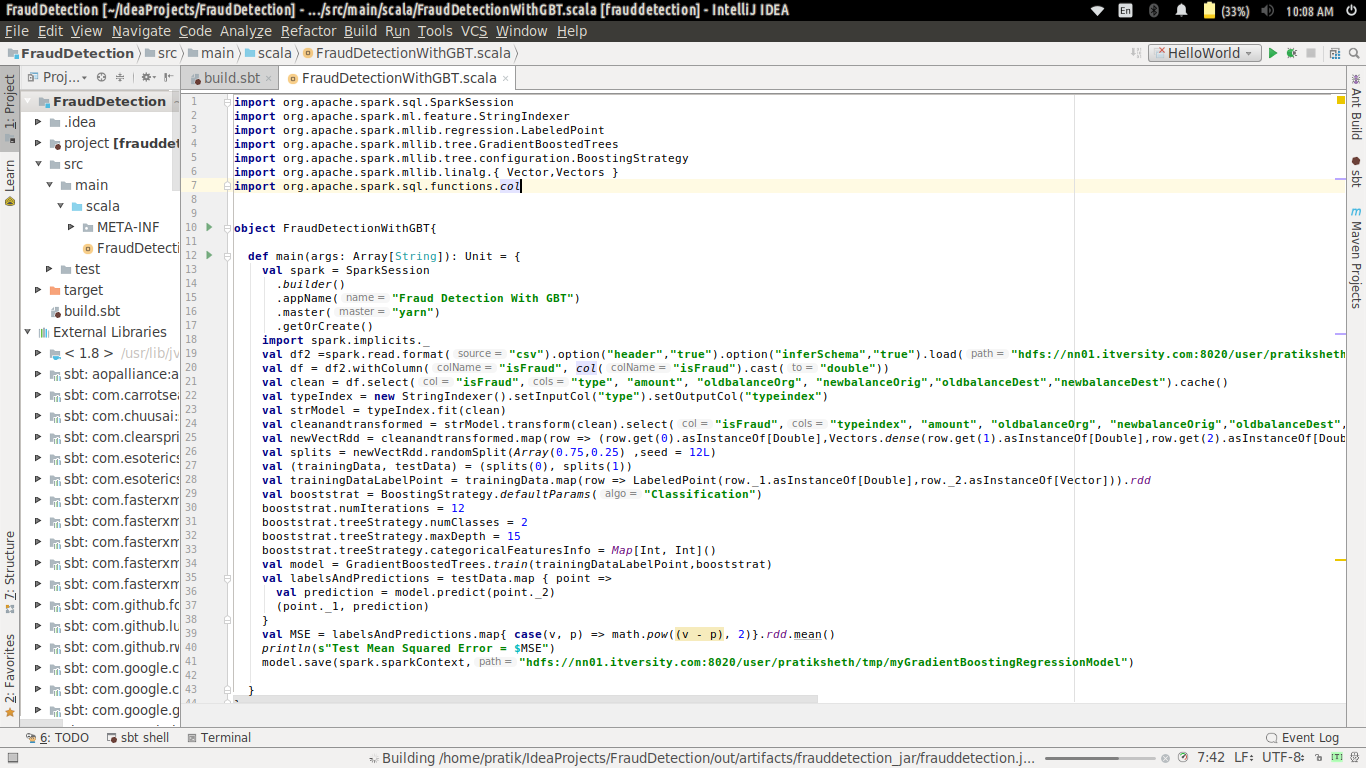 FraudDetection [~/IdeaProjects/FraudDetection] - .../src/main/scala/FraudDetectionWithGBT.scala [frauddetection] - IntelliJ IDEA
En (33%) 10:08 AM
File Edit View Navigate Code Analyze Refactor Build Run Tools VCS Window Help
FraudDetection src main scala FraudDetectionWithGBT.scala HelloWorld
1: Project
Learn
7: Structure
2: Favorites
Proj...
FraudDetection
.idea
project [frauddet
src
main
scala
META-INF
FraudDetecti
test
target
build.sbt
External Libraries
< 1.8 > /usr/lib/jv
sbt: aopalliance:a
sbt: com.carrotsea
sbt: com.chuusai:
sbt: com.clearspri
sbt: com.esoterics
sbt: com.esoterics
sbt: com.fasterxm
sbt: com.fasterxm
sbt: com.fasterxm
sbt: com.fasterxm
sbt: com.fasterxm
sbt: com.github.fo
sbt: com.github.lu
sbt: com.github.rw
sbt: com.google.c
sbt: com.google.c
sbt: com.google.g
build.sbt FraudDetectionWithGBT.scala
1 import org.apache.spark.sql.SparkSession
2 import org.apache.spark.ml.feature.StringIndexer
3 import org.apache.spark.mllib.regression.LabeledPoint
4 import org.apache.spark.mllib.tree.GradientBoostedTrees
5 import org.apache.spark.mllib.tree.configuration.BoostingStrategy
6 import org.apache.spark.mllib.linalg.{ Vector,Vectors }
7 import org.apache.spark.sql.functions.col
8
9
10 object FraudDetectionWithGBT{
11
12 def main(args: Array[String]): Unit = {
13 val spark = SparkSession
14 .builder()
15 .appName( name = "Fraud Detection With GBT")
16 .master( master = "yarn")
17 .getOrCreate()
18 import spark.implicits._
19 val df2 =spark.read.format( source = "csv").option("header","true").option("inferSchema","true").load( path = "hdfs://nn01.itversity.com:8020/user/pratiksheth
20 val df = df2.withColumn( colName = "isFraud", col( colName = "isFraud").cast( to = "double"))
21 val clean = df.select( col = "isFraud", cols = "type", "amount", "oldbalanceOrg", "newbalanceOrig","oldbalanceDest","newbalanceDest").cache()
22 val typeIndex = new StringIndexer().setInputCol("type").setOutputCol("typeindex")
23 val strModel = typeIndex.fit(clean)
24 val cleanandtransformed = strModel.transform(clean).select( col = "isFraud", cols = "typeindex", "amount", "oldbalanceOrg", "newbalanceOrig","oldbalanceDest",
25 val newVectRdd = cleanandtransformed.map(row => (row.get(0).asInstanceOf[Double],Vectors.dense(row.get(1).asInstanceOf[Double],row.get(2).asInstanceOf[Doub
26 val splits = newVectRdd.randomSplit(Array(0.75,0.25) ,seed = 12L)
27 val (trainingData, testData) = (splits(0), splits(1))
28 val trainingDataLabelPoint = trainingData.map(row => LabeledPoint(row._1.asInstanceOf[Double],row._2.asInstanceOf[Vector])).rdd
29 val booststrat = BoostingStrategy.defaultParams( algo = "Classification")
30 booststrat.numIterations = 12
31 booststrat.treeStrategy.numClasses = 2
32 booststrat.treeStrategy.maxDepth = 15
33 booststrat.treeStrategy.categoricalFeaturesInfo = Map[Int, Int]()
34 val model = GradientBoostedTrees.train(trainingDataLabelPoint,booststrat)
35 val labelsAndPredictions = testData.map { point =>
36 val prediction = model.predict(point._2)
37 (point._1, prediction)
38 }
39 val MSE = labelsAndPredictions.map{ case(v, p) => math.pow((v - p), 2)}.rdd.mean()
40 println(s"Test Mean Squared Error = $MSE")
41 model.save(spark.sparkContext, path = "hdfs://nn01.itversity.com:8020/user/pratiksheth/tmp/myGradientBoostingRegressionModel")
42
43 }
Ant Build
sbt
Maven Projects
6: TODO sbt shell Terminal Event Log
Building /home/pratik/IdeaProjects/FraudDetection/out/artifacts/frauddetection_jar/frauddetection.j... 7:42 LF÷ UTF-8÷